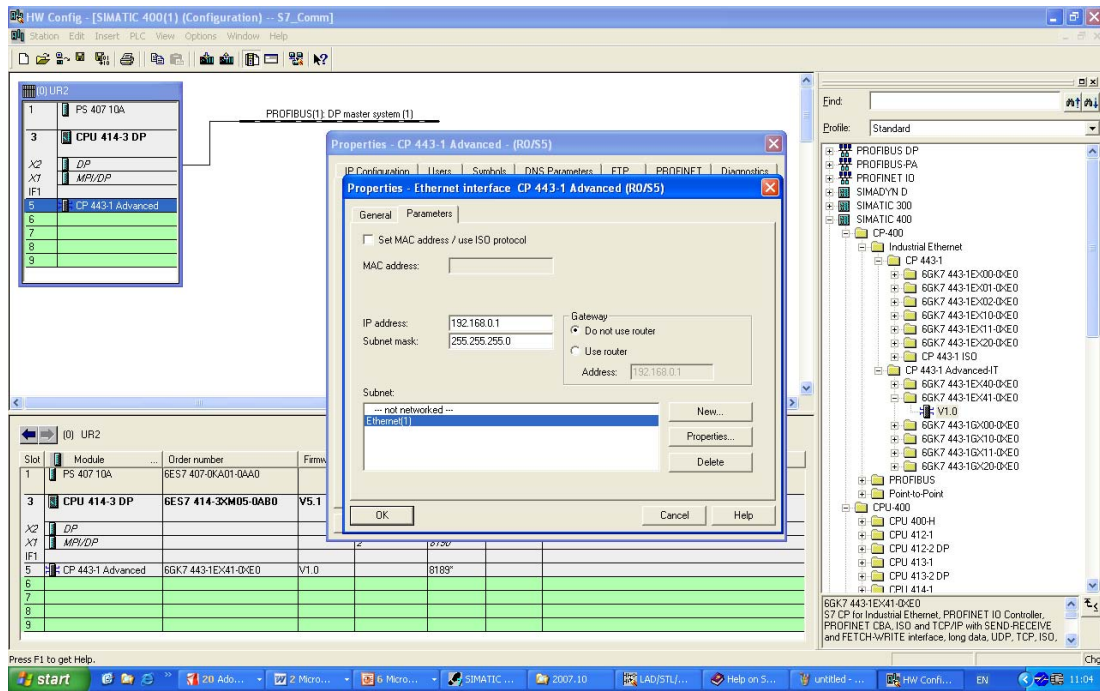 HW Config - [SIMATIC 400(1) (Configuration) -- S7_Comm]
Station Edit Insert PLC View Options Window Help
(0) UR2
1 PS 407 10A
3 CPU 414-3 DP
X2 DP
X1 MPI/DP
IF1
5 CP 443-1 Advanced
6
7
8
9
PROFIBUS(1): DP master system (1)
Properties - CP 443-1 Advanced - (R0/S5)
IP Configuration Users Symbols DNS Parameters FTP PROFINET Diagnostics
Properties - Ethernet interface CP 443-1 Advanced (R0/S5)
General Parameters
Set MAC address / use ISO protocol
MAC address:
IP address: 192.168.0.1
Subnet mask: 255.255.255.0
Gateway
Do not use router
Use router
Address: 192.168.0.1
Subnet:
--- not networked ---
Ethernet(1)
New...
Properties...
Delete
OK Cancel Help
Find:
Profile: Standard
PROFIBUS DP
PROFIBUS-PA
PROFINET IO
SIMADYN D
SIMATIC 300
SIMATIC 400
CP-400
Industrial Ethernet
CP 443-1
6GK7 443-1EX00-0XE0
6GK7 443-1EX01-0XE0
6GK7 443-1EX02-0XE0
6GK7 443-1EX10-0XE0
6GK7 443-1EX11-0XE0
6GK7 443-1EX20-0XE0
CP 443-1 ISO
CP 443-1 Advanced-IT
6GK7 443-1EX40-0XE0
6GK7 443-1EX41-0XE0
V1.0
6GK7 443-1GX00-0XE0
6GK7 443-1GX10-0XE0
6GK7 443-1GX11-0XE0
6GK7 443-1GX20-0XE0
PROFIBUS
Point-to-Point
CPU-400
CPU 400-H
CPU 412-1
CPU 412-2 DP
CPU 413-1
CPU 413-2 DP
CPU 414-1
6GK7 443-1EX41-0XE0
S7 CP for Industrial Ethernet, PROFINET IO Controller,
PROFINET CBA, ISO and TCP/IP with SEND-RECEIVE
and FETCH-WRITE interface, long data, UDP, TCP, ISO,
(0) UR2
Slot Module ... Order number Firmw
1 PS 407 10A 6ES7 407-0KA01-0AA0
3 CPU 414-3 DP 6ES7 414-3XM05-0AB0 V5.1
X2 DP
X1 MPI/DP 2 8190*
IF1
5 CP 443-1 Advanced 6GK7 443-1EX41-0XE0 V1.0 8189*
6
7
8
9
Press F1 to get Help. Chg
start 20 Ado... 2 Micro... 6 Micro... SIMATIC ... 2007.10 LAD/STL/... Help on S... untitled - ... HW Confi... EN 11:04